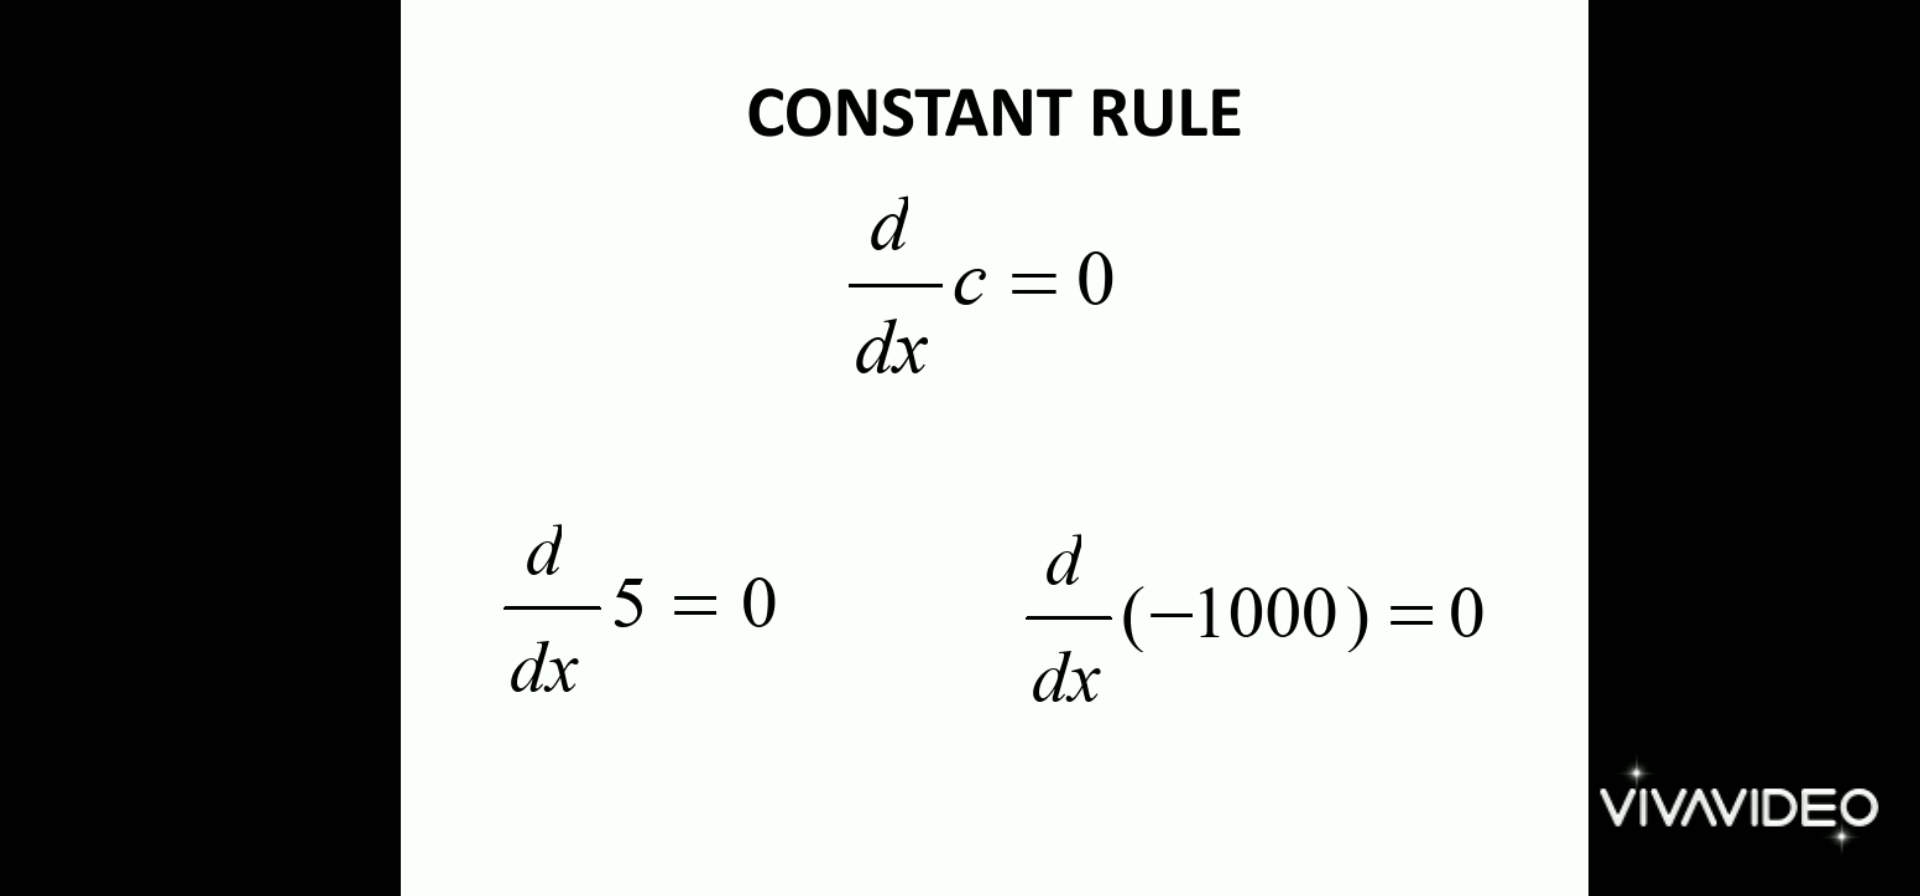 CONSTANT RULE
d/dx c = 0
d/dx 5 = 0
d/dx (−1000) = 0
VIVAVIDEO